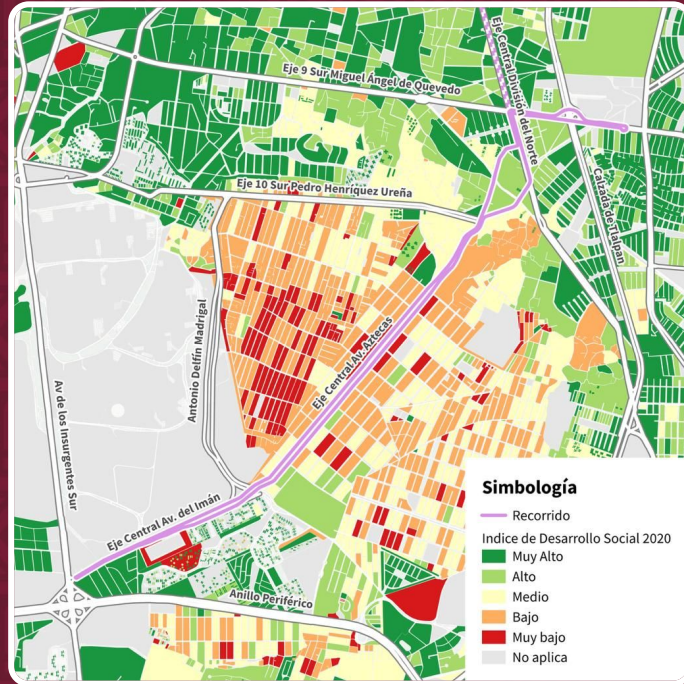 Eje 9 Sur Miguel Ángel de Quevedo
Eje Central División del Norte
Calzada de Tlalpan
Eje 10 Sur Pedro Henriquez Ureña
Antonio Delfín Madrigal
Eje Central Av. Aztecas
Av de los Insurgentes Sur
Eje Central Av. del Imán
Anillo Periférico
Simbología
Recorrido
Indice de Desarrollo Social 2020
Muy Alto
Alto
Medio
Bajo
Muy bajo
No aplica